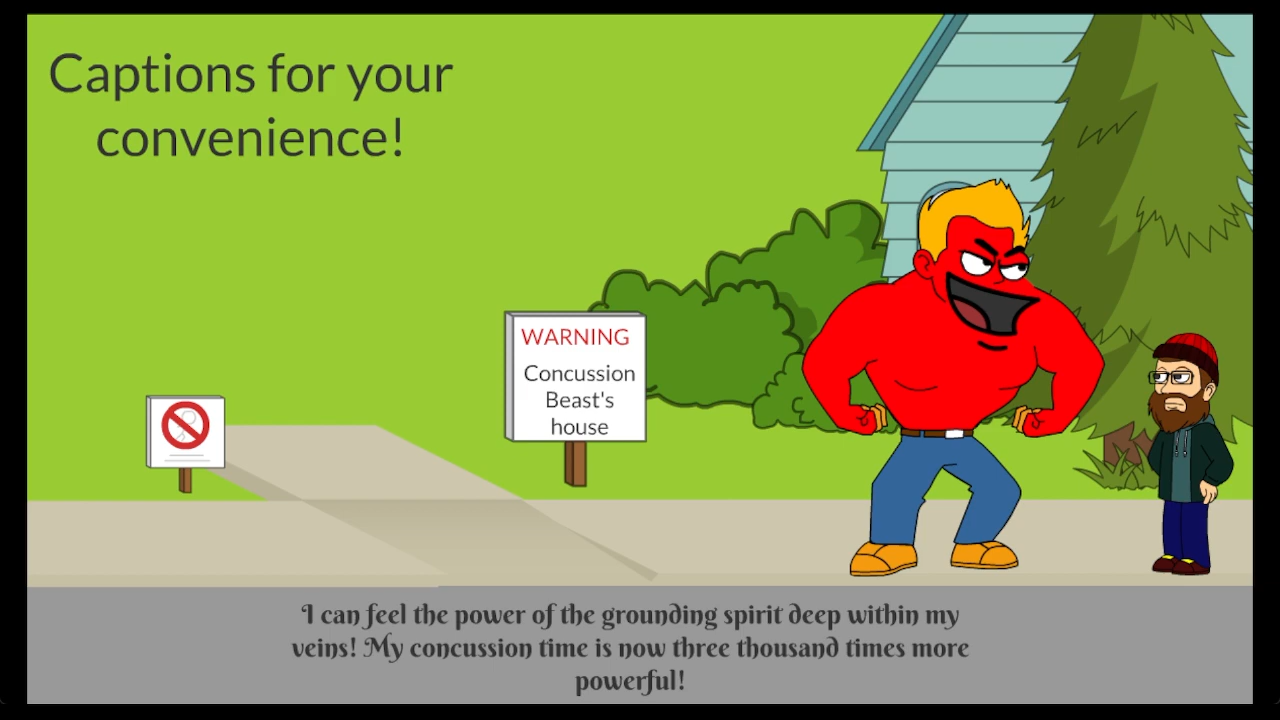 Captions for your
convenience!
WARNING
Concussion
Beast's
house
I can feel the power of the grounding spirit deep within my
veins! My concussion time is now three thousand times more
powerful!